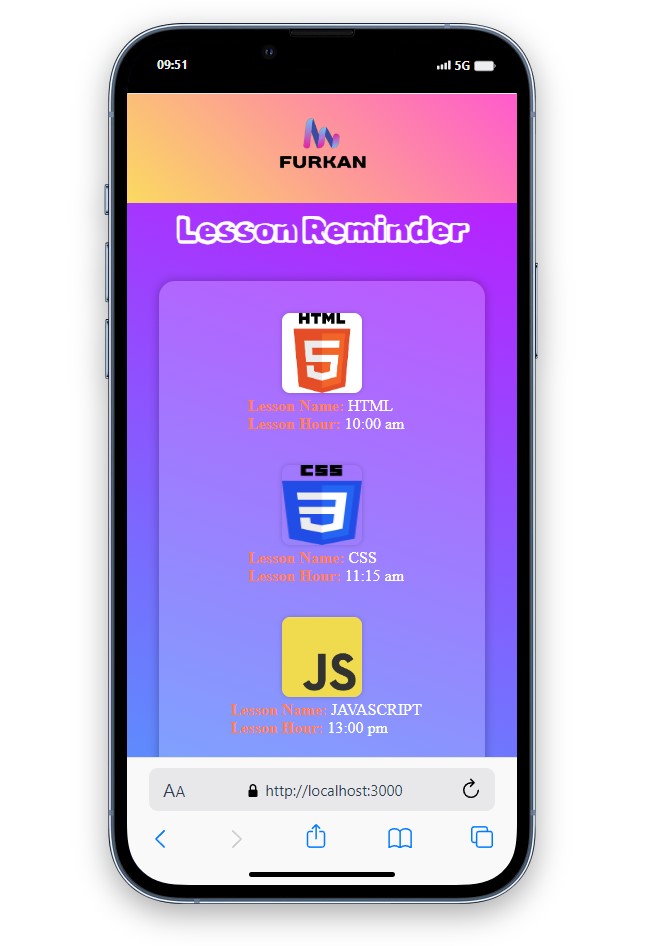 09:51
5G
FURKAN
Lesson Reminder
HTML
5
Lesson Name: HTML
Lesson Hour: 10:00 am
CSS
3
Lesson Name: CSS
Lesson Hour: 11:15 am
JS
Lesson Name: JAVASCRIPT
Lesson Hour: 13:00 pm
AA
http://localhost:3000